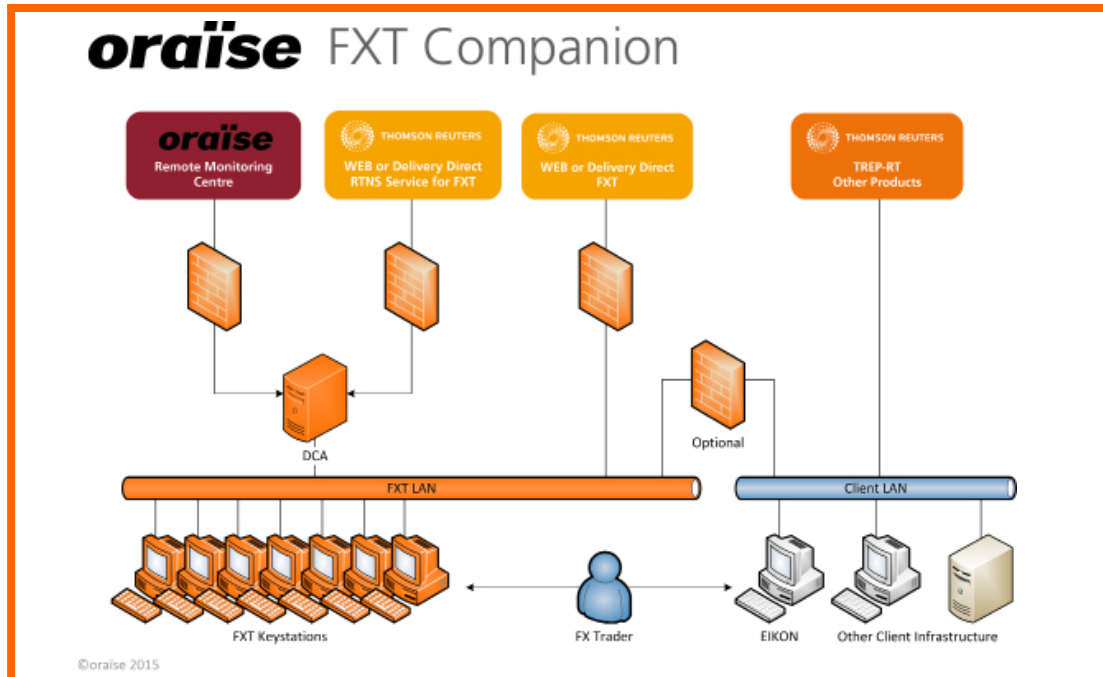 oraïse FXT Companion
oraïse
Remote Monitoring
Centre
THOMSON REUTERS
WEB or Delivery Direct
RTNS Service for FXT
THOMSON REUTERS
WEB or Delivery Direct
FXT
THOMSON REUTERS
TREP-RT
Other Products
Optional
DCA
FXT LAN
Client LAN
FXT Keystations
FX Trader
EIKON
Other Client Infrastructure
©oraïse 2015